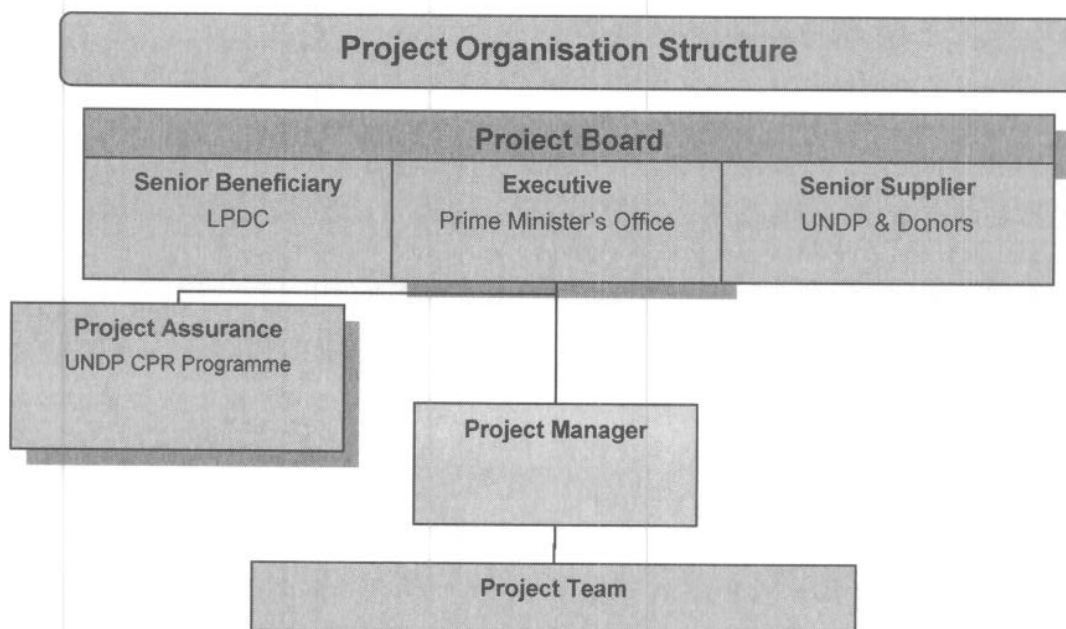 Project Organisation Structure
Project Board
Senior Beneficiary
LPDC
Executive
Prime Minister's Office
Senior Supplier
UNDP & Donors
Project Assurance
UNDP CPR Programme
Project Manager
Project Team